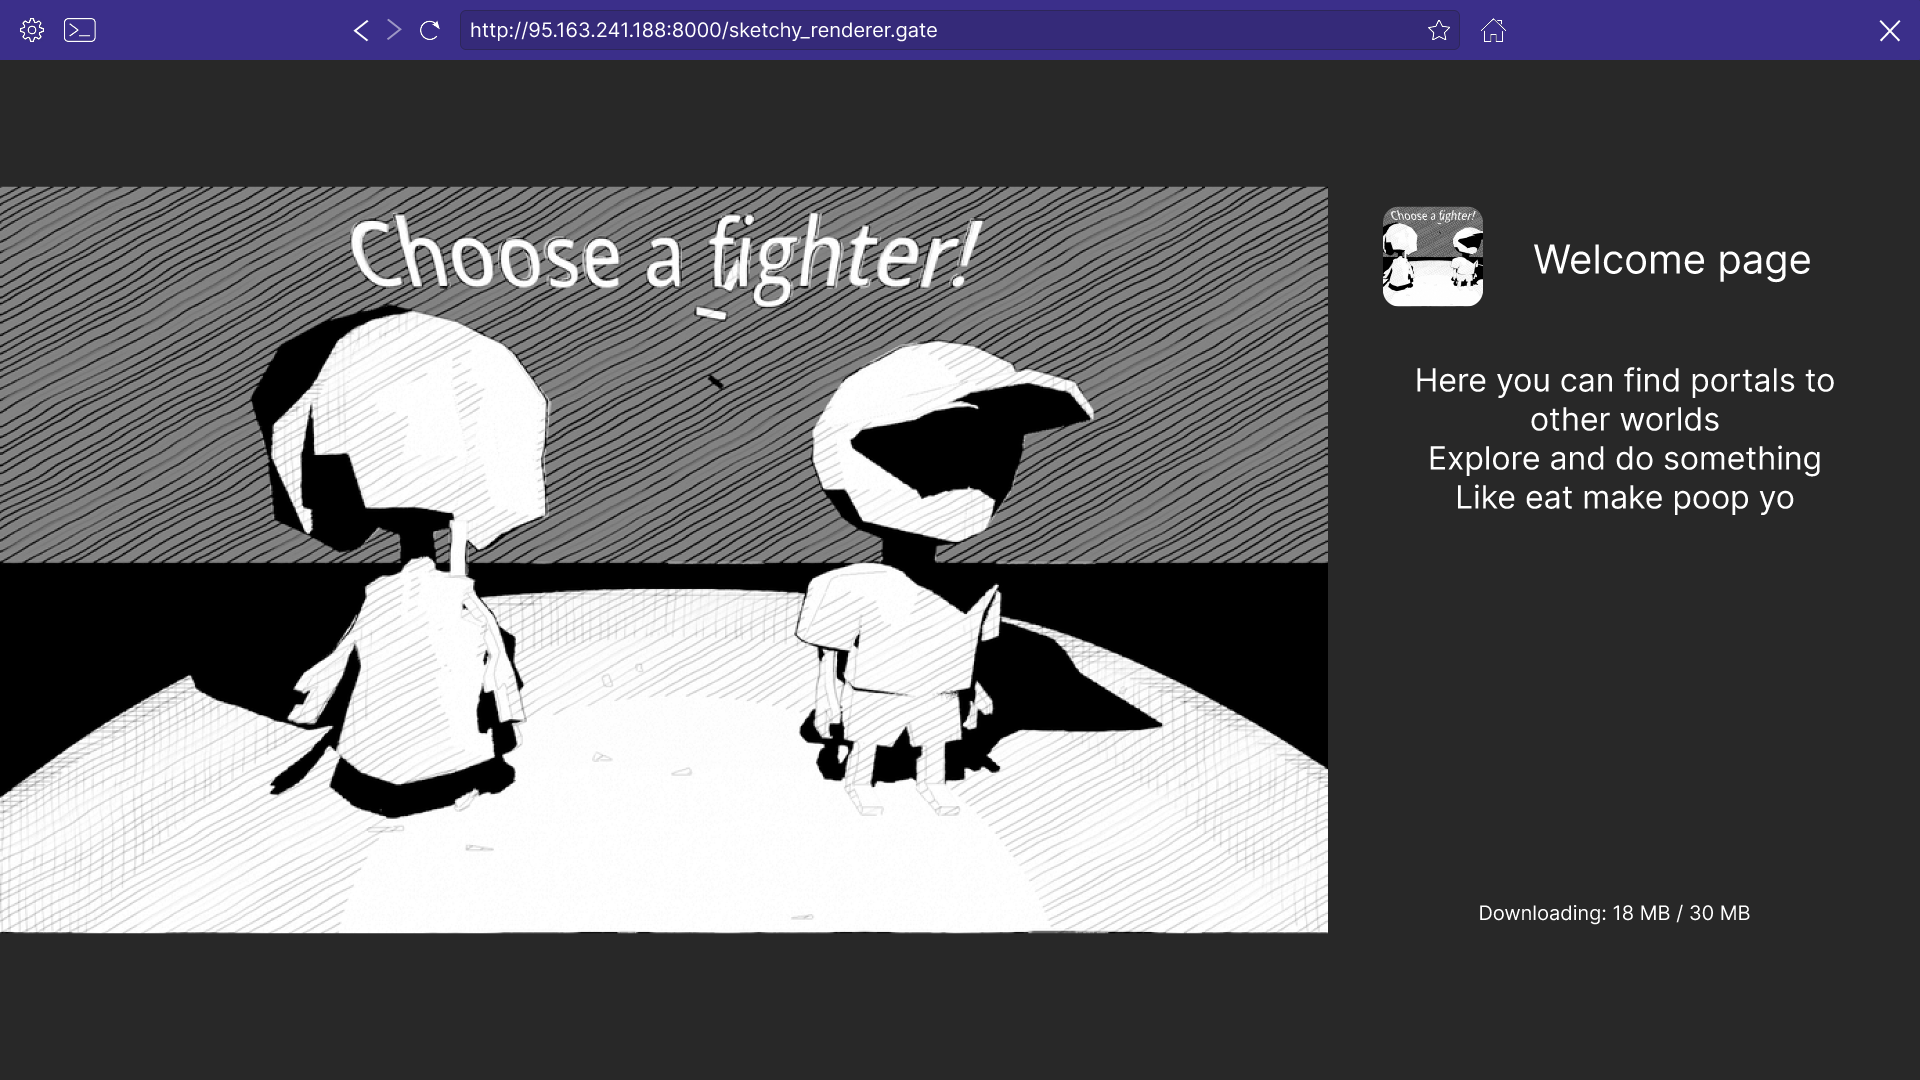 http://95.163.241.188:8000/sketchy_renderer.gate
Choose a fighter!
Choose a fighter!
Welcome page
Here you can find portals to
other worlds
Explore and do something
Like eat make poop yo
Downloading: 18 MB / 30 MB